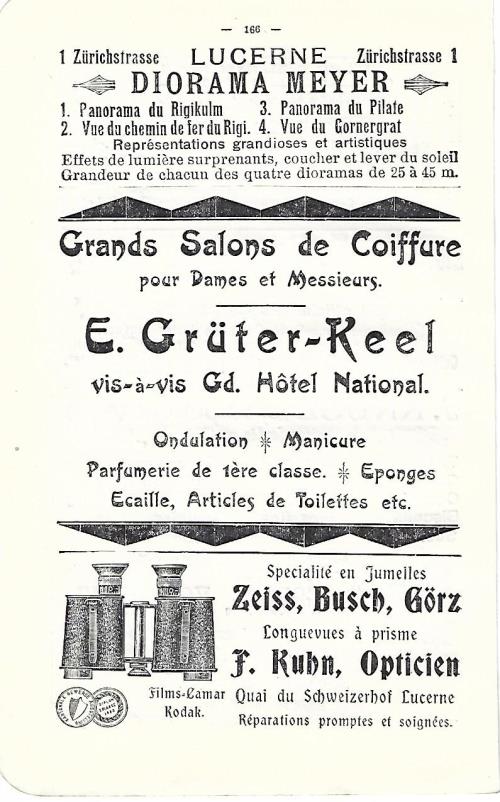 — 166 —
1 Zürichstrasse LUCERNE Zürichstrasse 1
DIORAMA MEYER
1. Panorama du Rigikulm 3. Panorama du Pilate
2. Vue du chemin de fer du Rigi. 4. Vue du Gornergrat
Représentations grandioses et artistiques
Effets de lumière surprenants, coucher et lever du soleil
Grandeur de chacun des quatre dioramas de 25 à 45 m.
Grands Salons de Coiffure
pour Dames et Messieurs.
E. Grüter-Keel
vis-à-vis Gd. Hôtel National.
Ondulation Manicure
Parfumerie de 1ère classe. Eponges
Ecaille, Articles de Toilettes etc.
Specialité en Jumelles
Zeiss, Busch, Görz
Longuevues à prisme
F. Kuhn, Opticien
Films-Camar
Kodak.
Quai du Schweizerhof Lucerne
Réparations promptes et soignées.